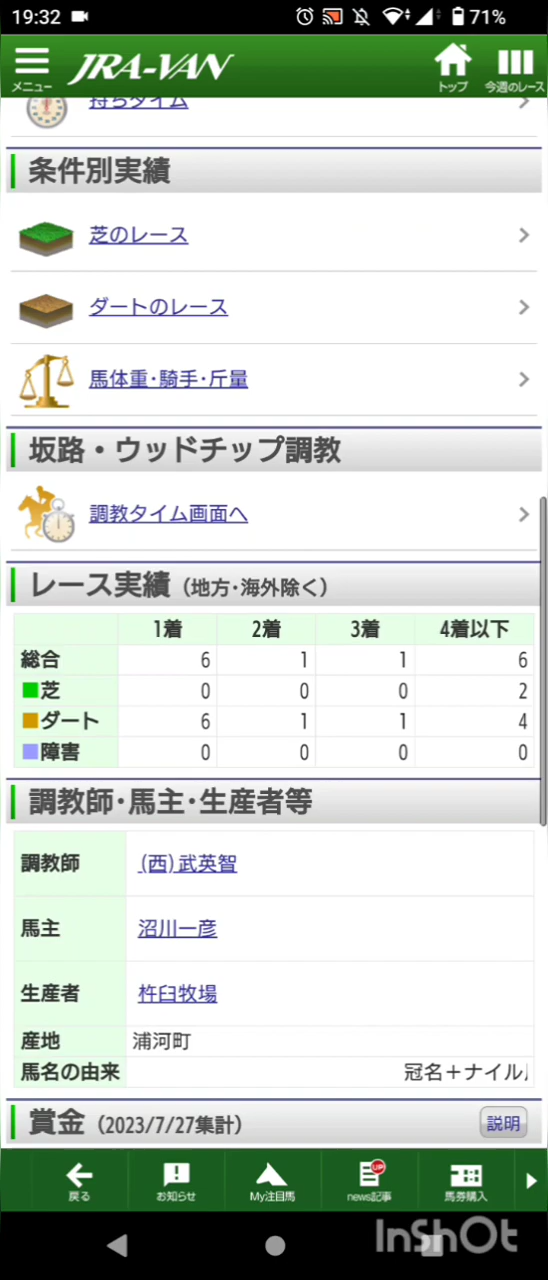 19:32
71%
メニュー
JRA-VAN
トップ
今週のレース
持ちタイム
条件別実績
芝のレース
ダートのレース
馬体重・騎手・斤量
坂路・ウッドチップ調教
調教タイム画面へ
レース実績(地方・海外除く)
1着 2着 3着 4着以下
総合 6 1 1 6
芝 0 0 0 2
ダート 6 1 1 4
障害 0 0 0 0
調教師・馬主・生産者等
調教師 (西)武英智
馬主 沼川一彦
生産者 杵臼牧場
産地 浦河町
馬名の由来 冠名+ナイル
賞金(2023/7/27集計) 説明
戻る
お知らせ
My注目馬
UP
news記事
馬券購入
InShOt